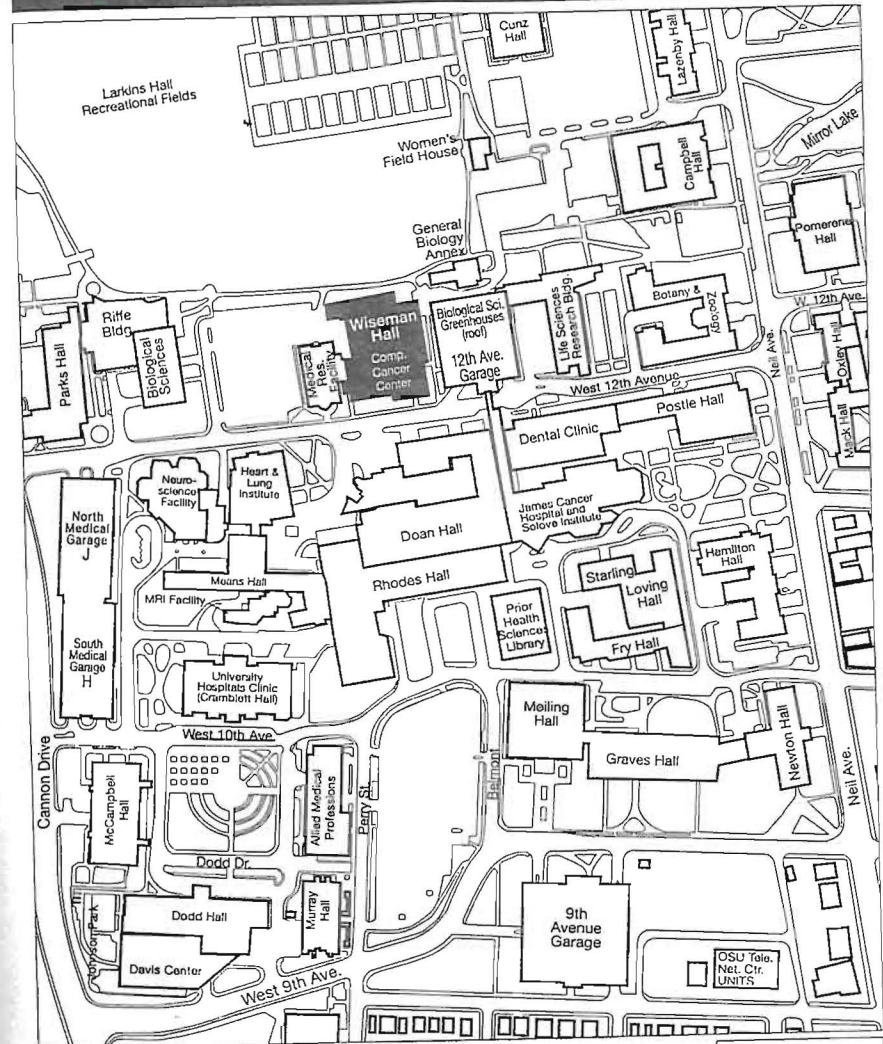 Cunz
Hall
Lazenby Hall
Larkins Hall
Recreational Fields
Women's
Field House
Campbell
Hall
Mirror Lake
Pomerene
Hall
General
Biology
Annex
Riffe
Bldg.
Parks Hall
Biological
Sciences
Wiseman
Hall
Comp.
Cancer
Center
Medical
Res.
Facility
Biological Sci.
Greenhouses
(roof)
12th Ave.
Garage
Life Sciences
Research Bldg.
Botany &
Zoology
W. 12th Ave.
Neil Ave.
Oxley Hall
Mack Hall
West 12th Avenue
Dental Clinic
Postle Hall
North
Medical
Garage
J
Neuro-
science
Facility
Heart &
Lung
Institute
Doan Hall
James Cancer
Hospital and
Solove Institute
Means Hall
Rhodes Hall
MRI Facility
Starling
Loving
Hall
Hamilton
Hall
Prior
Health
Sciences
Library
Fry Hall
South
Medical
Garage
H
University
Hospitals Clinic
(Cramblett Hall)
West 10th Ave
Meiling
Hall
Graves Hall
Newton Hall
Neil Ave.
Cannon Drive
McCampbell
Hall
Allied Medical
Professions
Perry St.
Belmont
Dodd Dr.
Johnson Park
Dodd Hall
Davis Center
Murray
Hall
West 9th Ave.
9th
Avenue
Garage
OSU Tele.
Net. Ctr.
UNITS